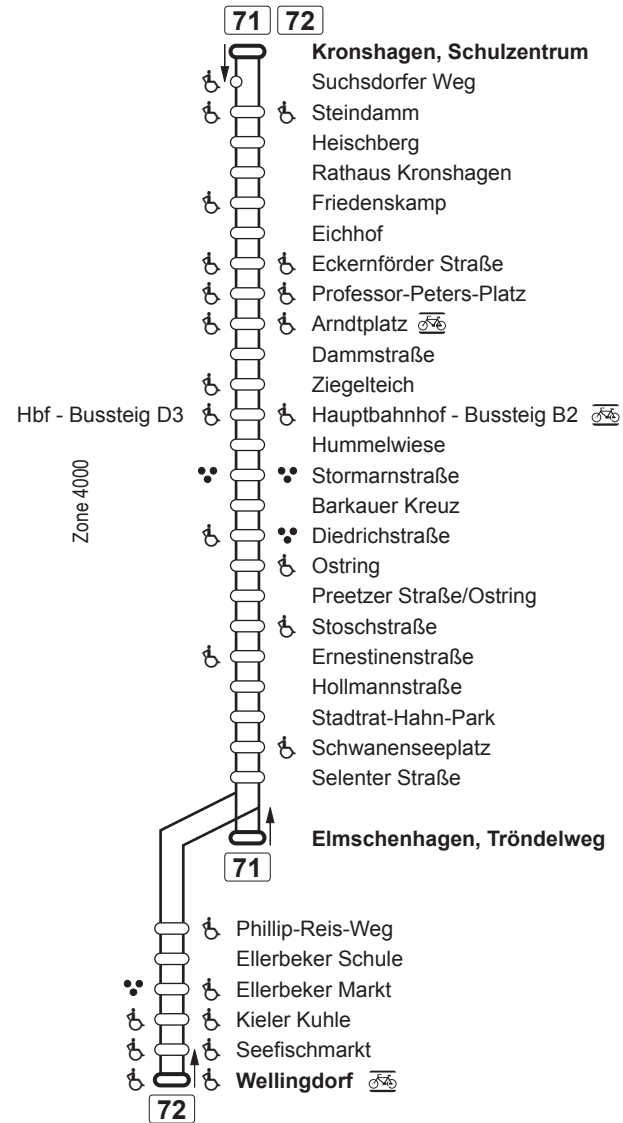 71 72
Kronshagen, Schulzentrum
Suchsdorfer Weg
Steindamm
Heischberg
Rathaus Kronshagen
Friedenskamp
Eichhof
Eckernförder Straße
Professor-Peters-Platz
Arndtplatz
Dammstraße
Ziegelteich
Hbf - Bussteig D3 Hauptbahnhof - Bussteig B2
Hummelwiese
Stormarnstraße
Zone 4000
Barkauer Kreuz
Diedrichstraße
Ostring
Preetzer Straße/Ostring
Stoschstraße
Ernestinenstraße
Hollmannstraße
Stadtrat-Hahn-Park
Schwanenseeplatz
Selenter Straße
Elmschenhagen, Tröndelweg
71
Phillip-Reis-Weg
Ellerbeker Schule
Ellerbeker Markt
Kieler Kuhle
Seefischmarkt
Wellingdorf
72